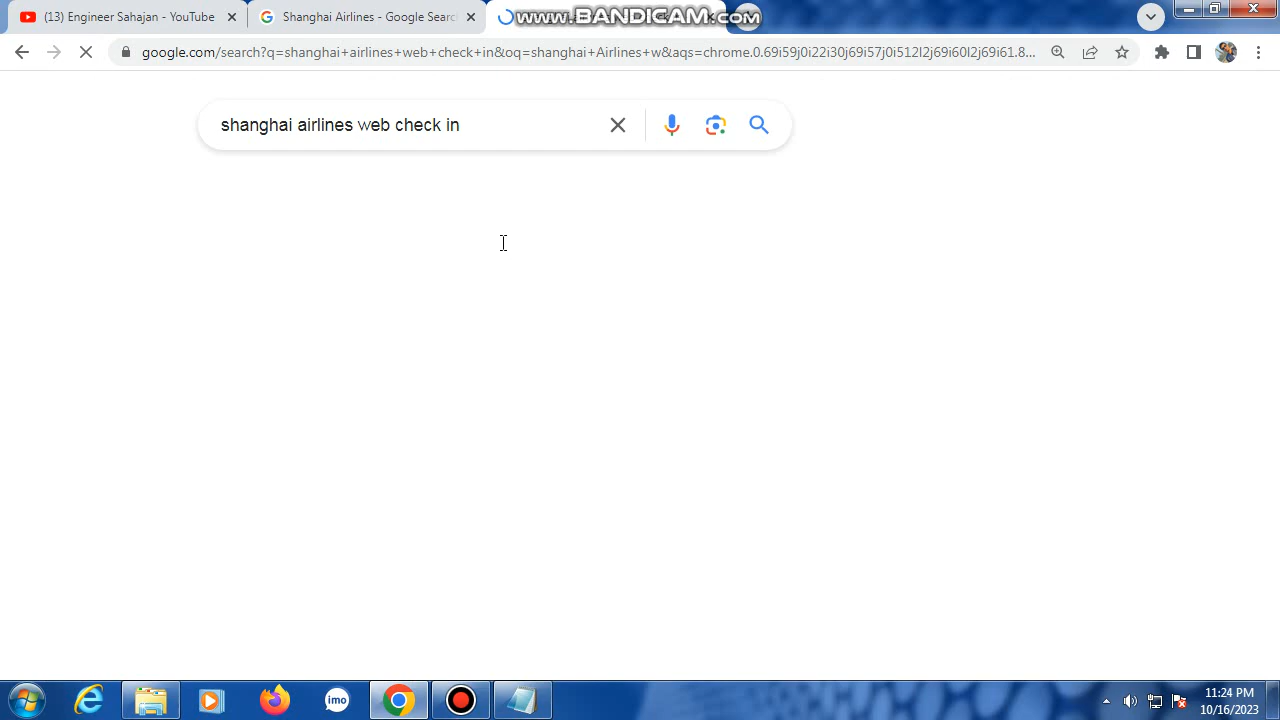 (13) Engineer Sahajan - YouTube
Shanghai Airlines - Google Searc
www.BANDICAM.com
google.com/search?q=shanghai+airlines+web+check+in&oq=shanghai+Airlines+w&aqs=chrome.0.69i59j0i22i30j69i57j0i512l2j69i60l2j69i61.8...
shanghai airlines web check in
imo
11:24 PM
10/16/2023